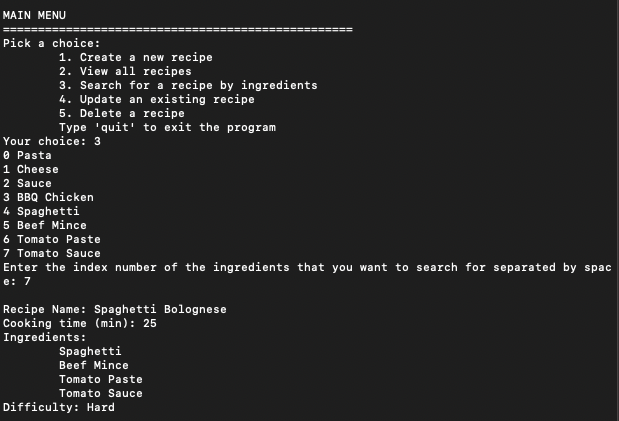 MAIN MENU
==================================================
Pick a choice:
        1. Create a new recipe
        2. View all recipes
        3. Search for a recipe by ingredients
        4. Update an existing recipe
        5. Delete a recipe
        Type 'quit' to exit the program
Your choice: 3
0 Pasta
1 Cheese
2 Sauce
3 BBQ Chicken
4 Spaghetti
5 Beef Mince
6 Tomato Paste
7 Tomato Sauce
Enter the index number of the ingredients that you want to search for separated by spac
e: 7

Recipe Name: Spaghetti Bolognese
Cooking time (min): 25
Ingredients:
        Spaghetti
        Beef Mince
        Tomato Paste
        Tomato Sauce
Difficulty: Hard